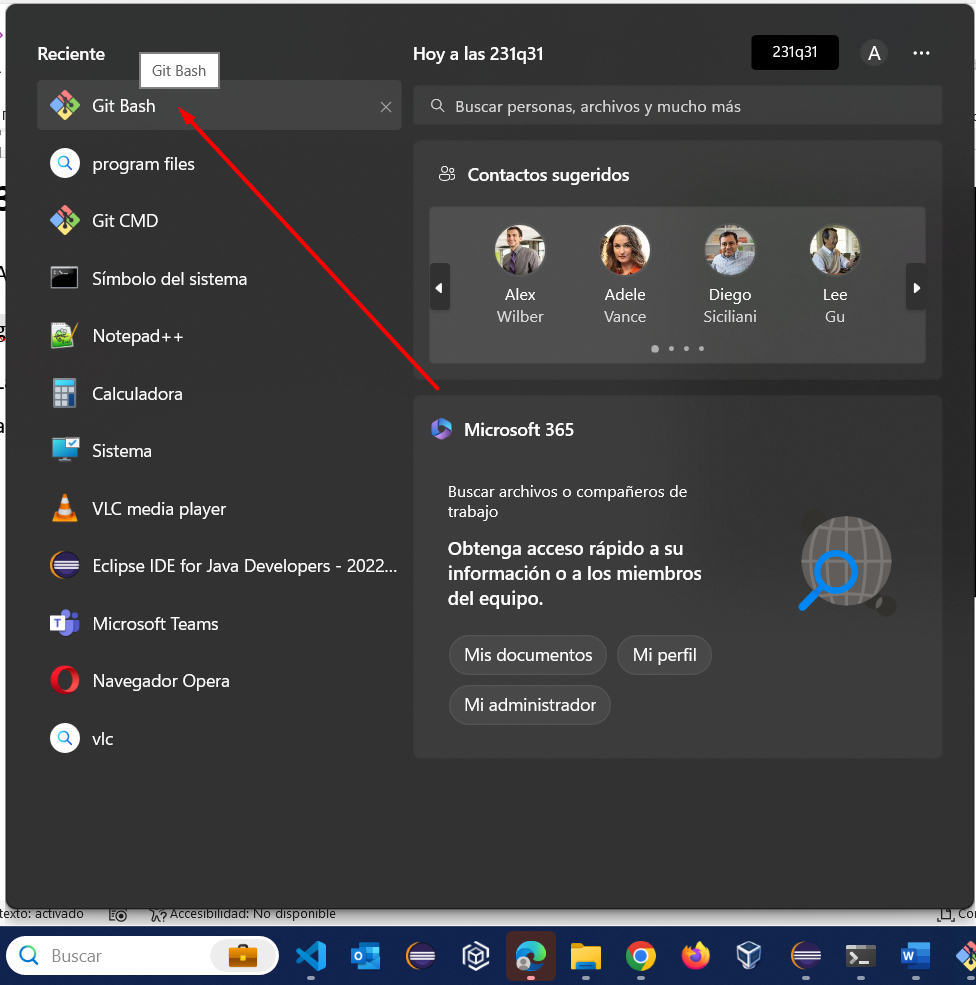 Reciente
Git Bash
Git Bash
program files
Git CMD
Símbolo del sistema
Notepad++
Calculadora
Sistema
VLC media player
Eclipse IDE for Java Developers - 2022...
Microsoft Teams
Navegador Opera
vlc
Hoy a las 231q31
231q31
A
Buscar personas, archivos y mucho más
Contactos sugeridos
Alex
Wilber
Adele
Vance
Diego
Siciliani
Lee
Gu
Microsoft 365
Buscar archivos o compañeros de
trabajo
Obtenga acceso rápido a su
información o a los miembros
del equipo.
Mis documentos
Mi perfil
Mi administrador
texto: activado
Accesibilidad: No disponible
Buscar